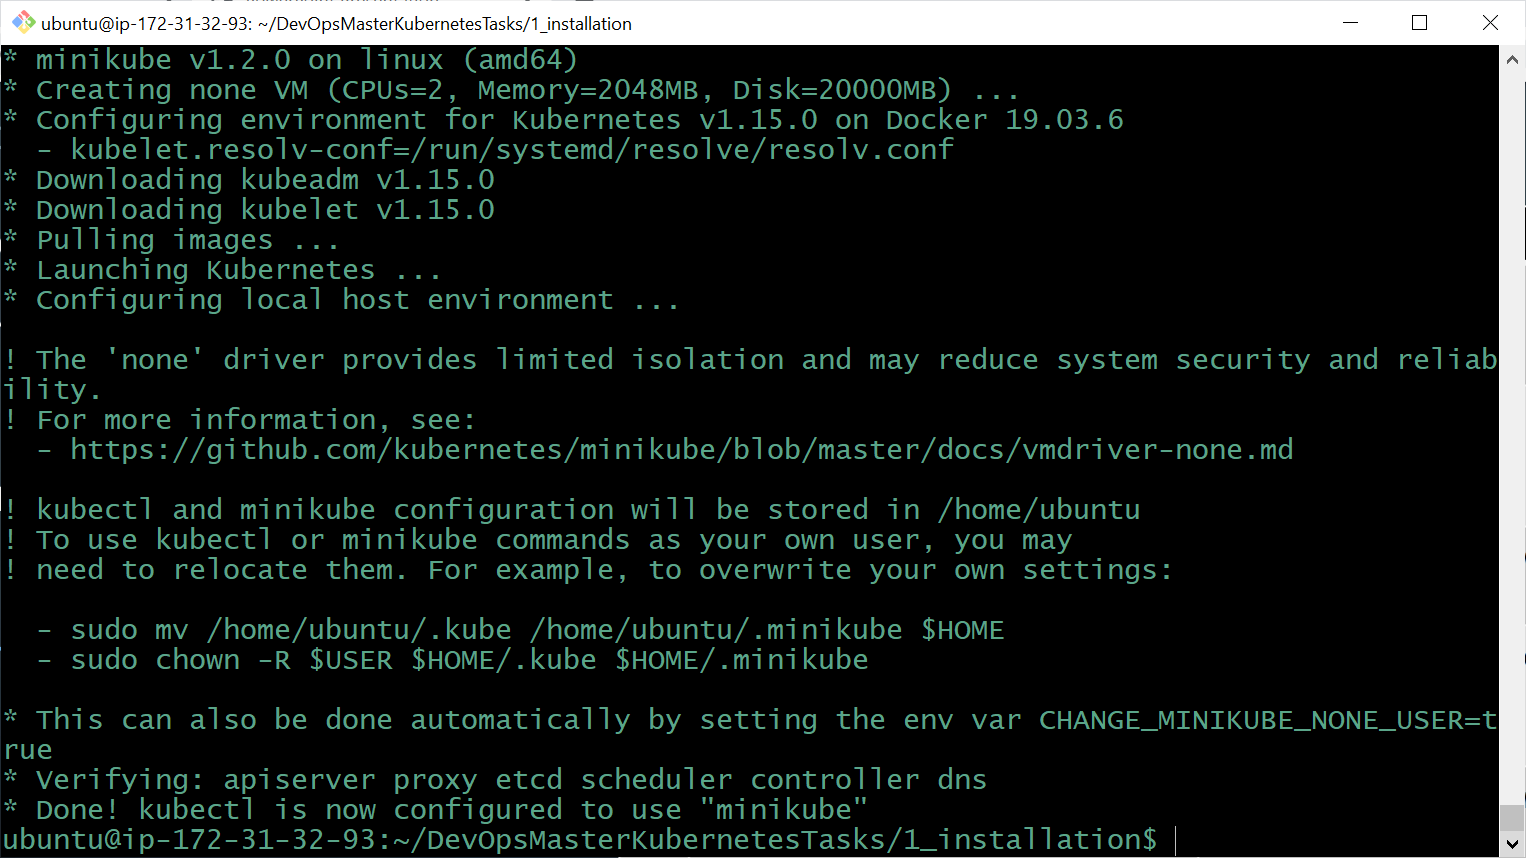 ubuntu@ip-172-31-32-93: ~/DevOpsMasterKubernetesTasks/1_installation
* minikube v1.2.0 on linux (amd64)
* Creating none VM (CPUs=2, Memory=2048MB, Disk=20000MB) ...
* Configuring environment for Kubernetes v1.15.0 on Docker 19.03.6
  - kubelet.resolv-conf=/run/systemd/resolve/resolv.conf
* Downloading kubeadm v1.15.0
* Downloading kubelet v1.15.0
* Pulling images ...
* Launching Kubernetes ...
* Configuring local host environment ...
! The 'none' driver provides limited isolation and may reduce system security and reliab
ility.
! For more information, see:
  - https://github.com/kubernetes/minikube/blob/master/docs/vmdriver-none.md
! kubectl and minikube configuration will be stored in /home/ubuntu
! To use kubectl or minikube commands as your own user, you may
! need to relocate them. For example, to overwrite your own settings:
  - sudo mv /home/ubuntu/.kube /home/ubuntu/.minikube $HOME
  - sudo chown -R $USER $HOME/.kube $HOME/.minikube
* This can also be done automatically by setting the env var CHANGE_MINIKUBE_NONE_USER=t
rue
* Verifying: apiserver proxy etcd scheduler controller dns
* Done! kubectl is now configured to use "minikube"
ubuntu@ip-172-31-32-93:~/DevOpsMasterKubernetesTasks/1_installation$